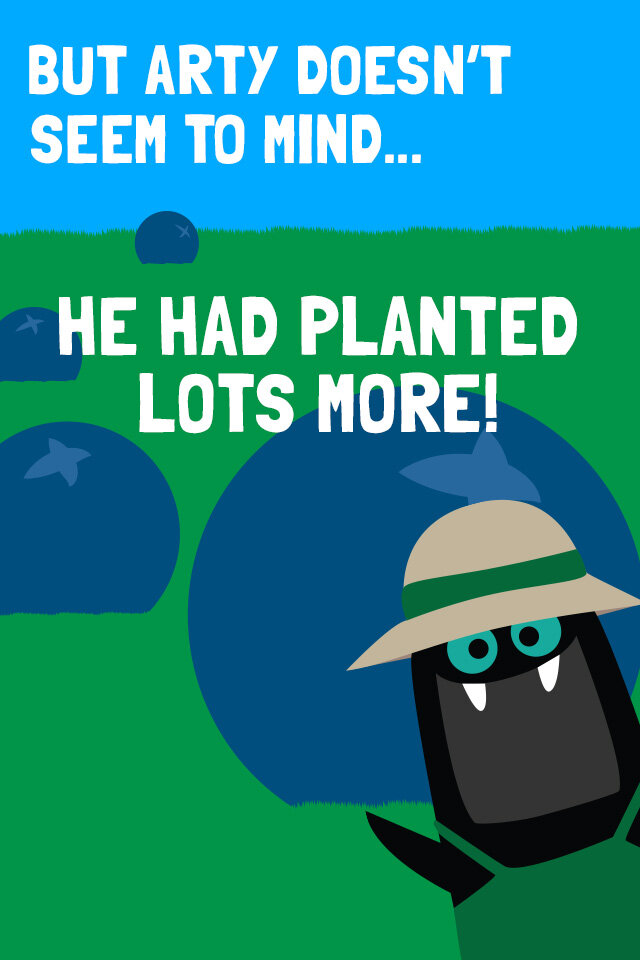 BUT ARTY DOESN'T
SEEM TO MIND...
HE HAD PLANTED
LOTS MORE!